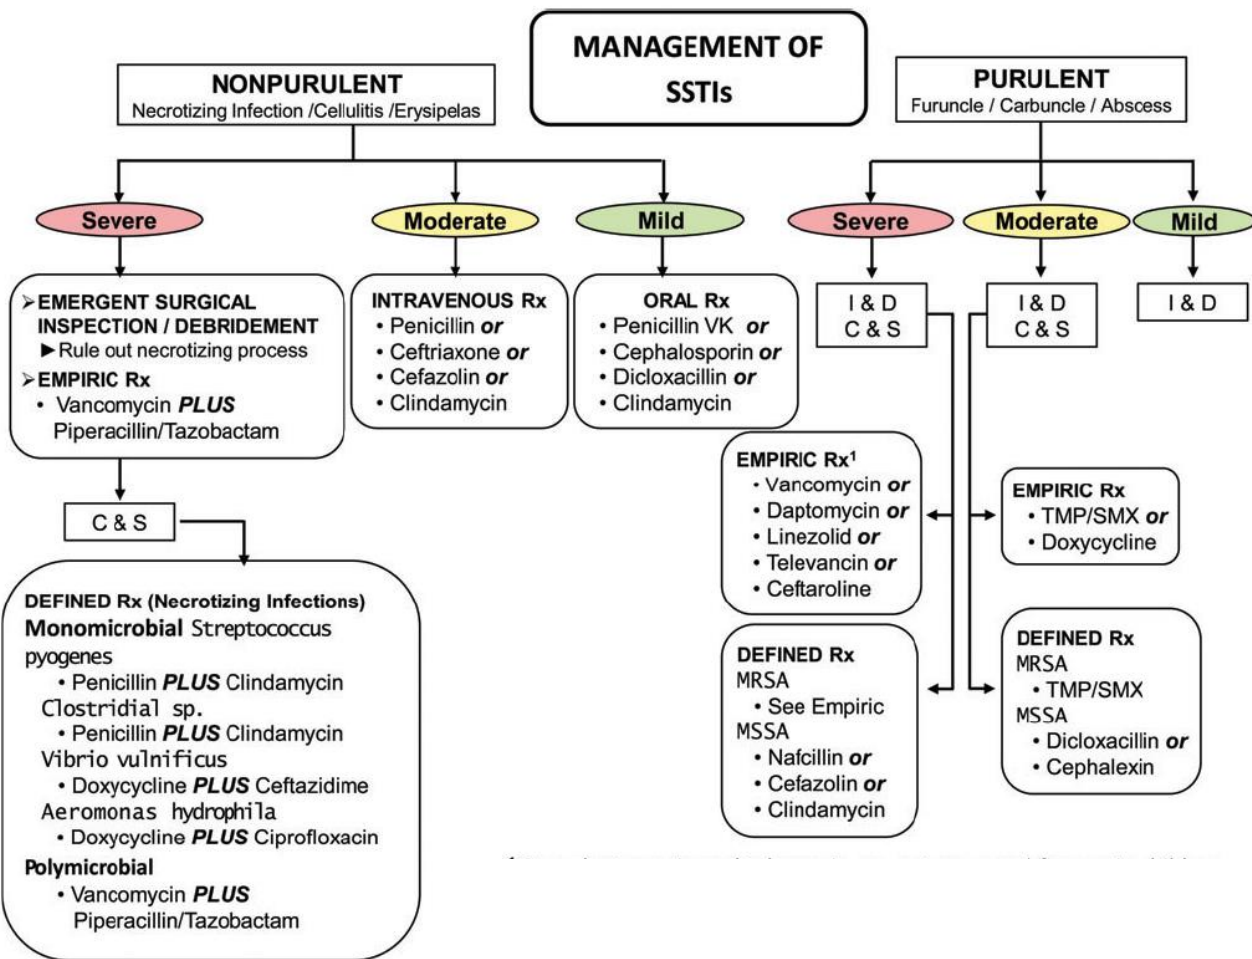 MANAGEMENT OF
SSTIs
NONPURULENT
Necrotizing Infection /Cellulitis /Erysipelas
Severe
➢EMERGENT SURGICAL
INSPECTION / DEBRIDEMENT
►Rule out necrotizing process
➢EMPIRIC Rx
• Vancomycin PLUS
Piperacillin/Tazobactam
C & S
DEFINED Rx (Necrotizing Infections)
Monomicrobial Streptococcus
pyogenes
• Penicillin PLUS Clindamycin
Clostridial sp.
• Penicillin PLUS Clindamycin
Vibrio vulnificus
• Doxycycline PLUS Ceftazidime
Aeromonas hydrophila
• Doxycycline PLUS Ciprofloxacin
Polymicrobial
• Vancomycin PLUS
Piperacillin/Tazobactam
Moderate
INTRAVENOUS Rx
• Penicillin or
• Ceftriaxone or
• Cefazolin or
• Clindamycin
Mild
ORAL Rx
• Penicillin VK or
• Cephalosporin or
• Dicloxacillin or
• Clindamycin
PURULENT
Furuncle / Carbuncle / Abscess
Severe
I & D
C & S
EMPIRIC Rx¹
• Vancomycin or
• Daptomycin or
• Linezolid or
• Televancin or
• Ceftaroline
DEFINED Rx
MRSA
• See Empiric
MSSA
• Nafcillin or
• Cefazolin or
• Clindamycin
Moderate
I & D
C & S
EMPIRIC Rx
• TMP/SMX or
• Doxycycline
DEFINED Rx
MRSA
• TMP/SMX
MSSA
• Dicloxacillin or
• Cephalexin
Mild
I & D